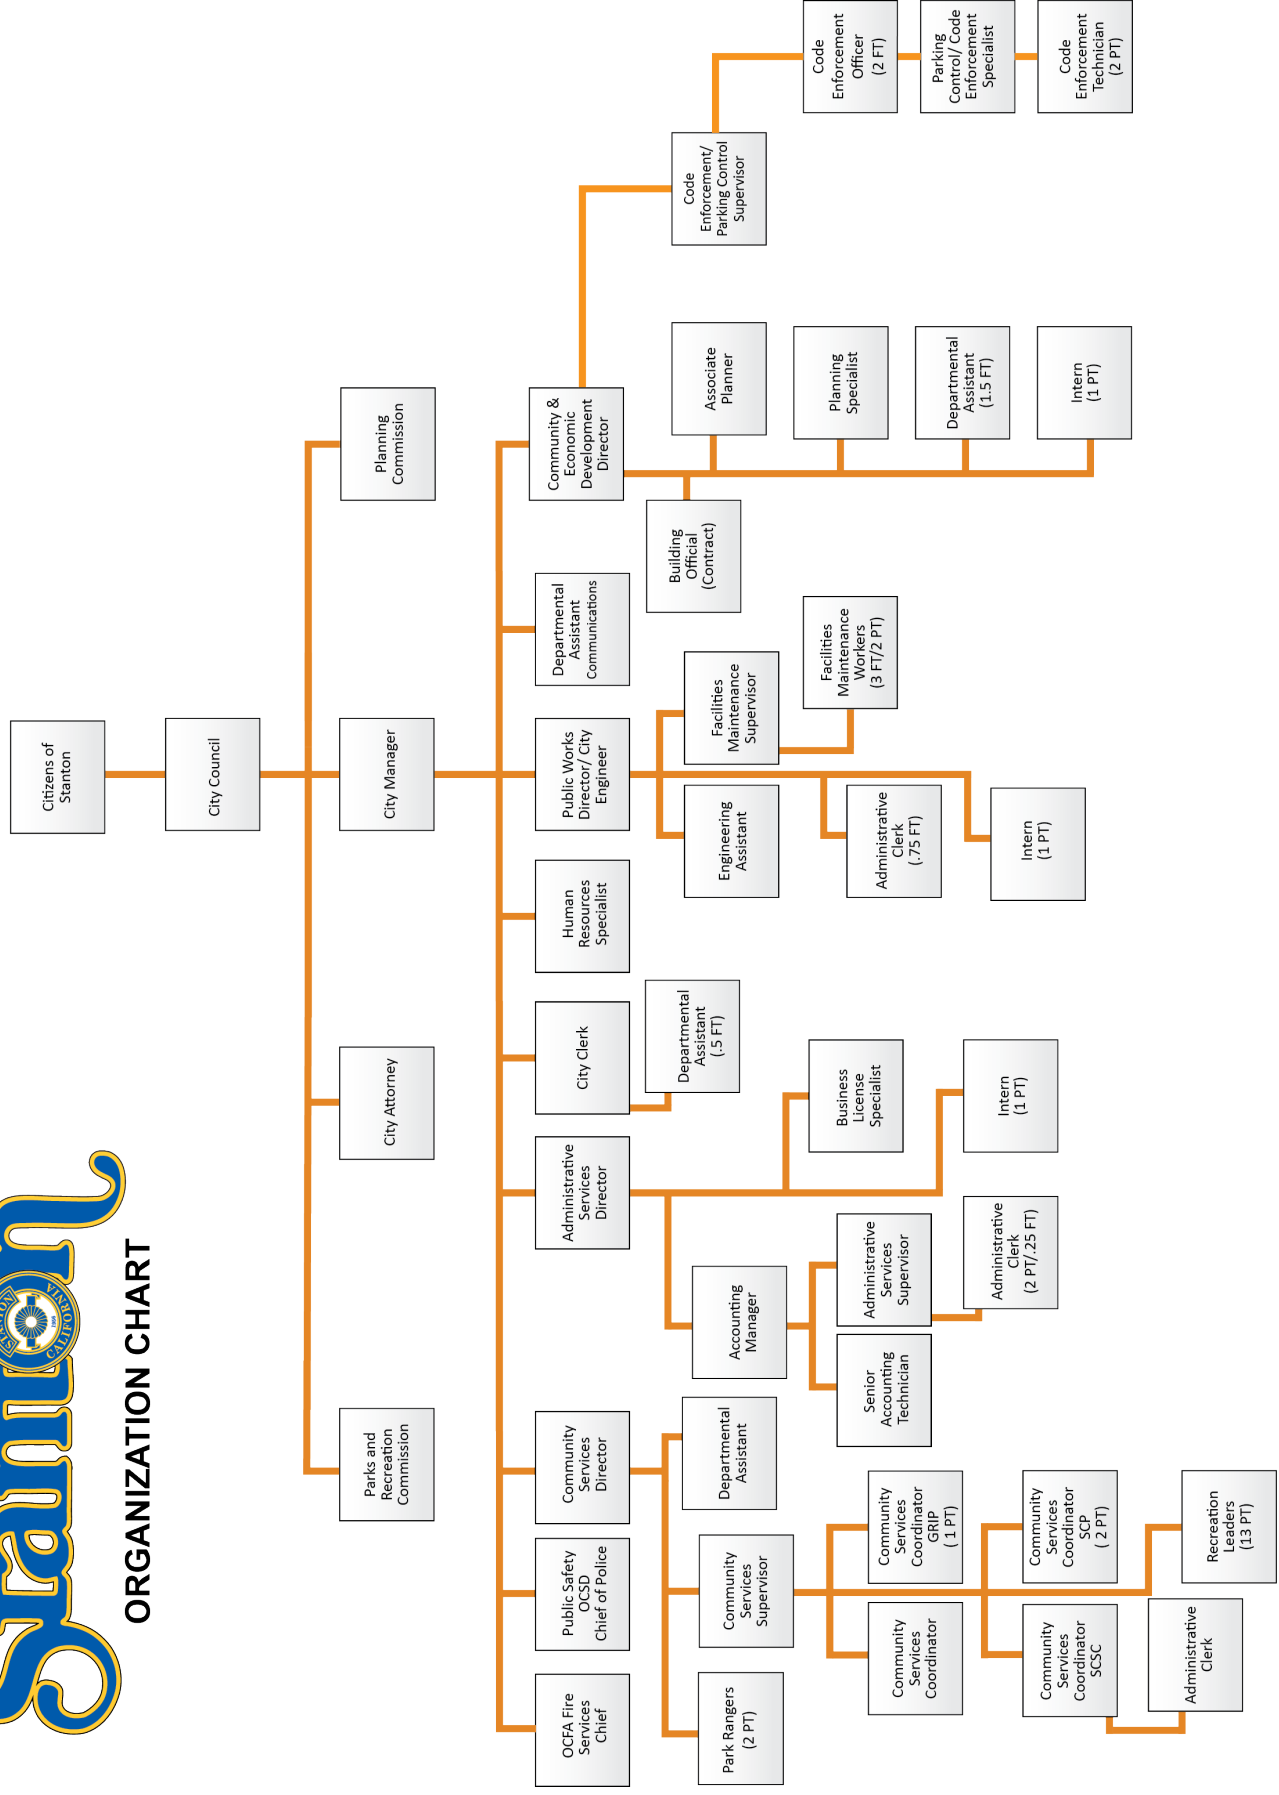 Stanton
STANTON
CALIFORNIA
ORGANIZATION CHART
Citizens of
Stanton
City Council
Parks and
Recreation
Commission
City Attorney
City Manager
Planning
Commission
OCFA Fire
Services
Chief
Public Safety
OCSD
Chief of Police
Community
Services
Director
Administrative
Services
Director
City Clerk
Human
Resources
Specialist
Public Works
Director/ City
Engineer
Departmental
Assistant
Communications
Community &
Economic
Development
Director
Park Rangers
(2 PT)
Community
Services
Supervisor
Departmental
Assistant
Community
Services
Coordinator
Community
Services
Coordinator
GRIP
( 1 PT)
Community
Services
Coordinator
SCSC
Community
Services
Coordinator
SCP
( 2 PT)
Administrative
Clerk
Recreation
Leaders
(13 PT)
Accounting
Manager
Senior
Accounting
Technician
Administrative
Services
Supervisor
Administrative
Clerk
(2 PT/.25 FT)
Business
License
Specialist
Intern
(1 PT)
Departmental
Assistant
(.5 FT)
Engineering
Assistant
Facilities
Maintenance
Supervisor
Facilities
Maintenance
Workers
(3 FT/2 PT)
Administrative
Clerk
(.75 FT)
Intern
(1 PT)
Building
Official
(Contract)
Associate
Planner
Planning
Specialist
Departmental
Assistant
(1.5 FT)
Intern
(1 PT)
Code
Enforcement/
Parking Control
Supervisor
Code
Enforcement
Officer
(2 FT)
Parking
Control/ Code
Enforcement
Specialist
Code
Enforcement
Technician
(2 PT)